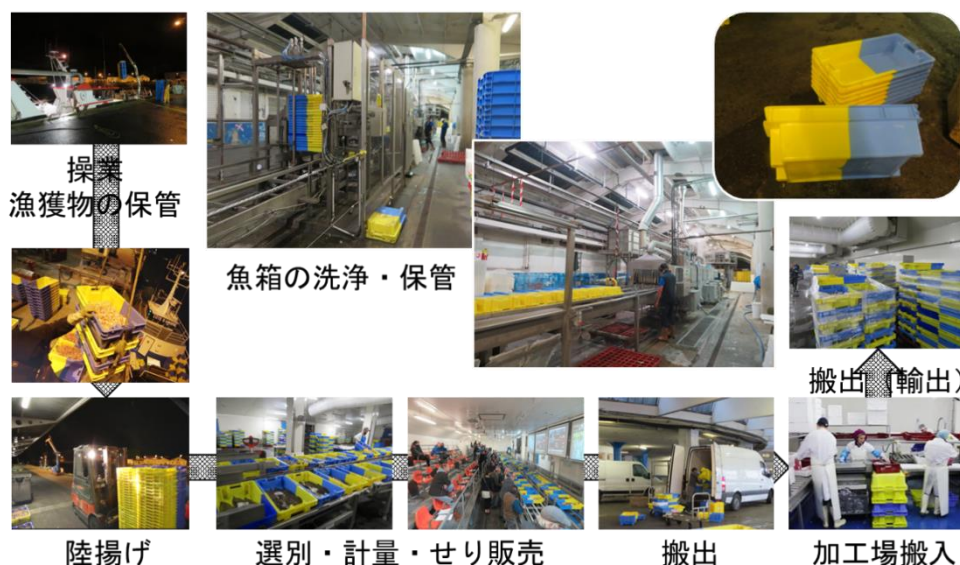 操業
漁獲物の保管
魚箱の洗浄・保管
搬出（輸出）
陸揚げ
選別・計量・せり販売
搬出
加工場搬入